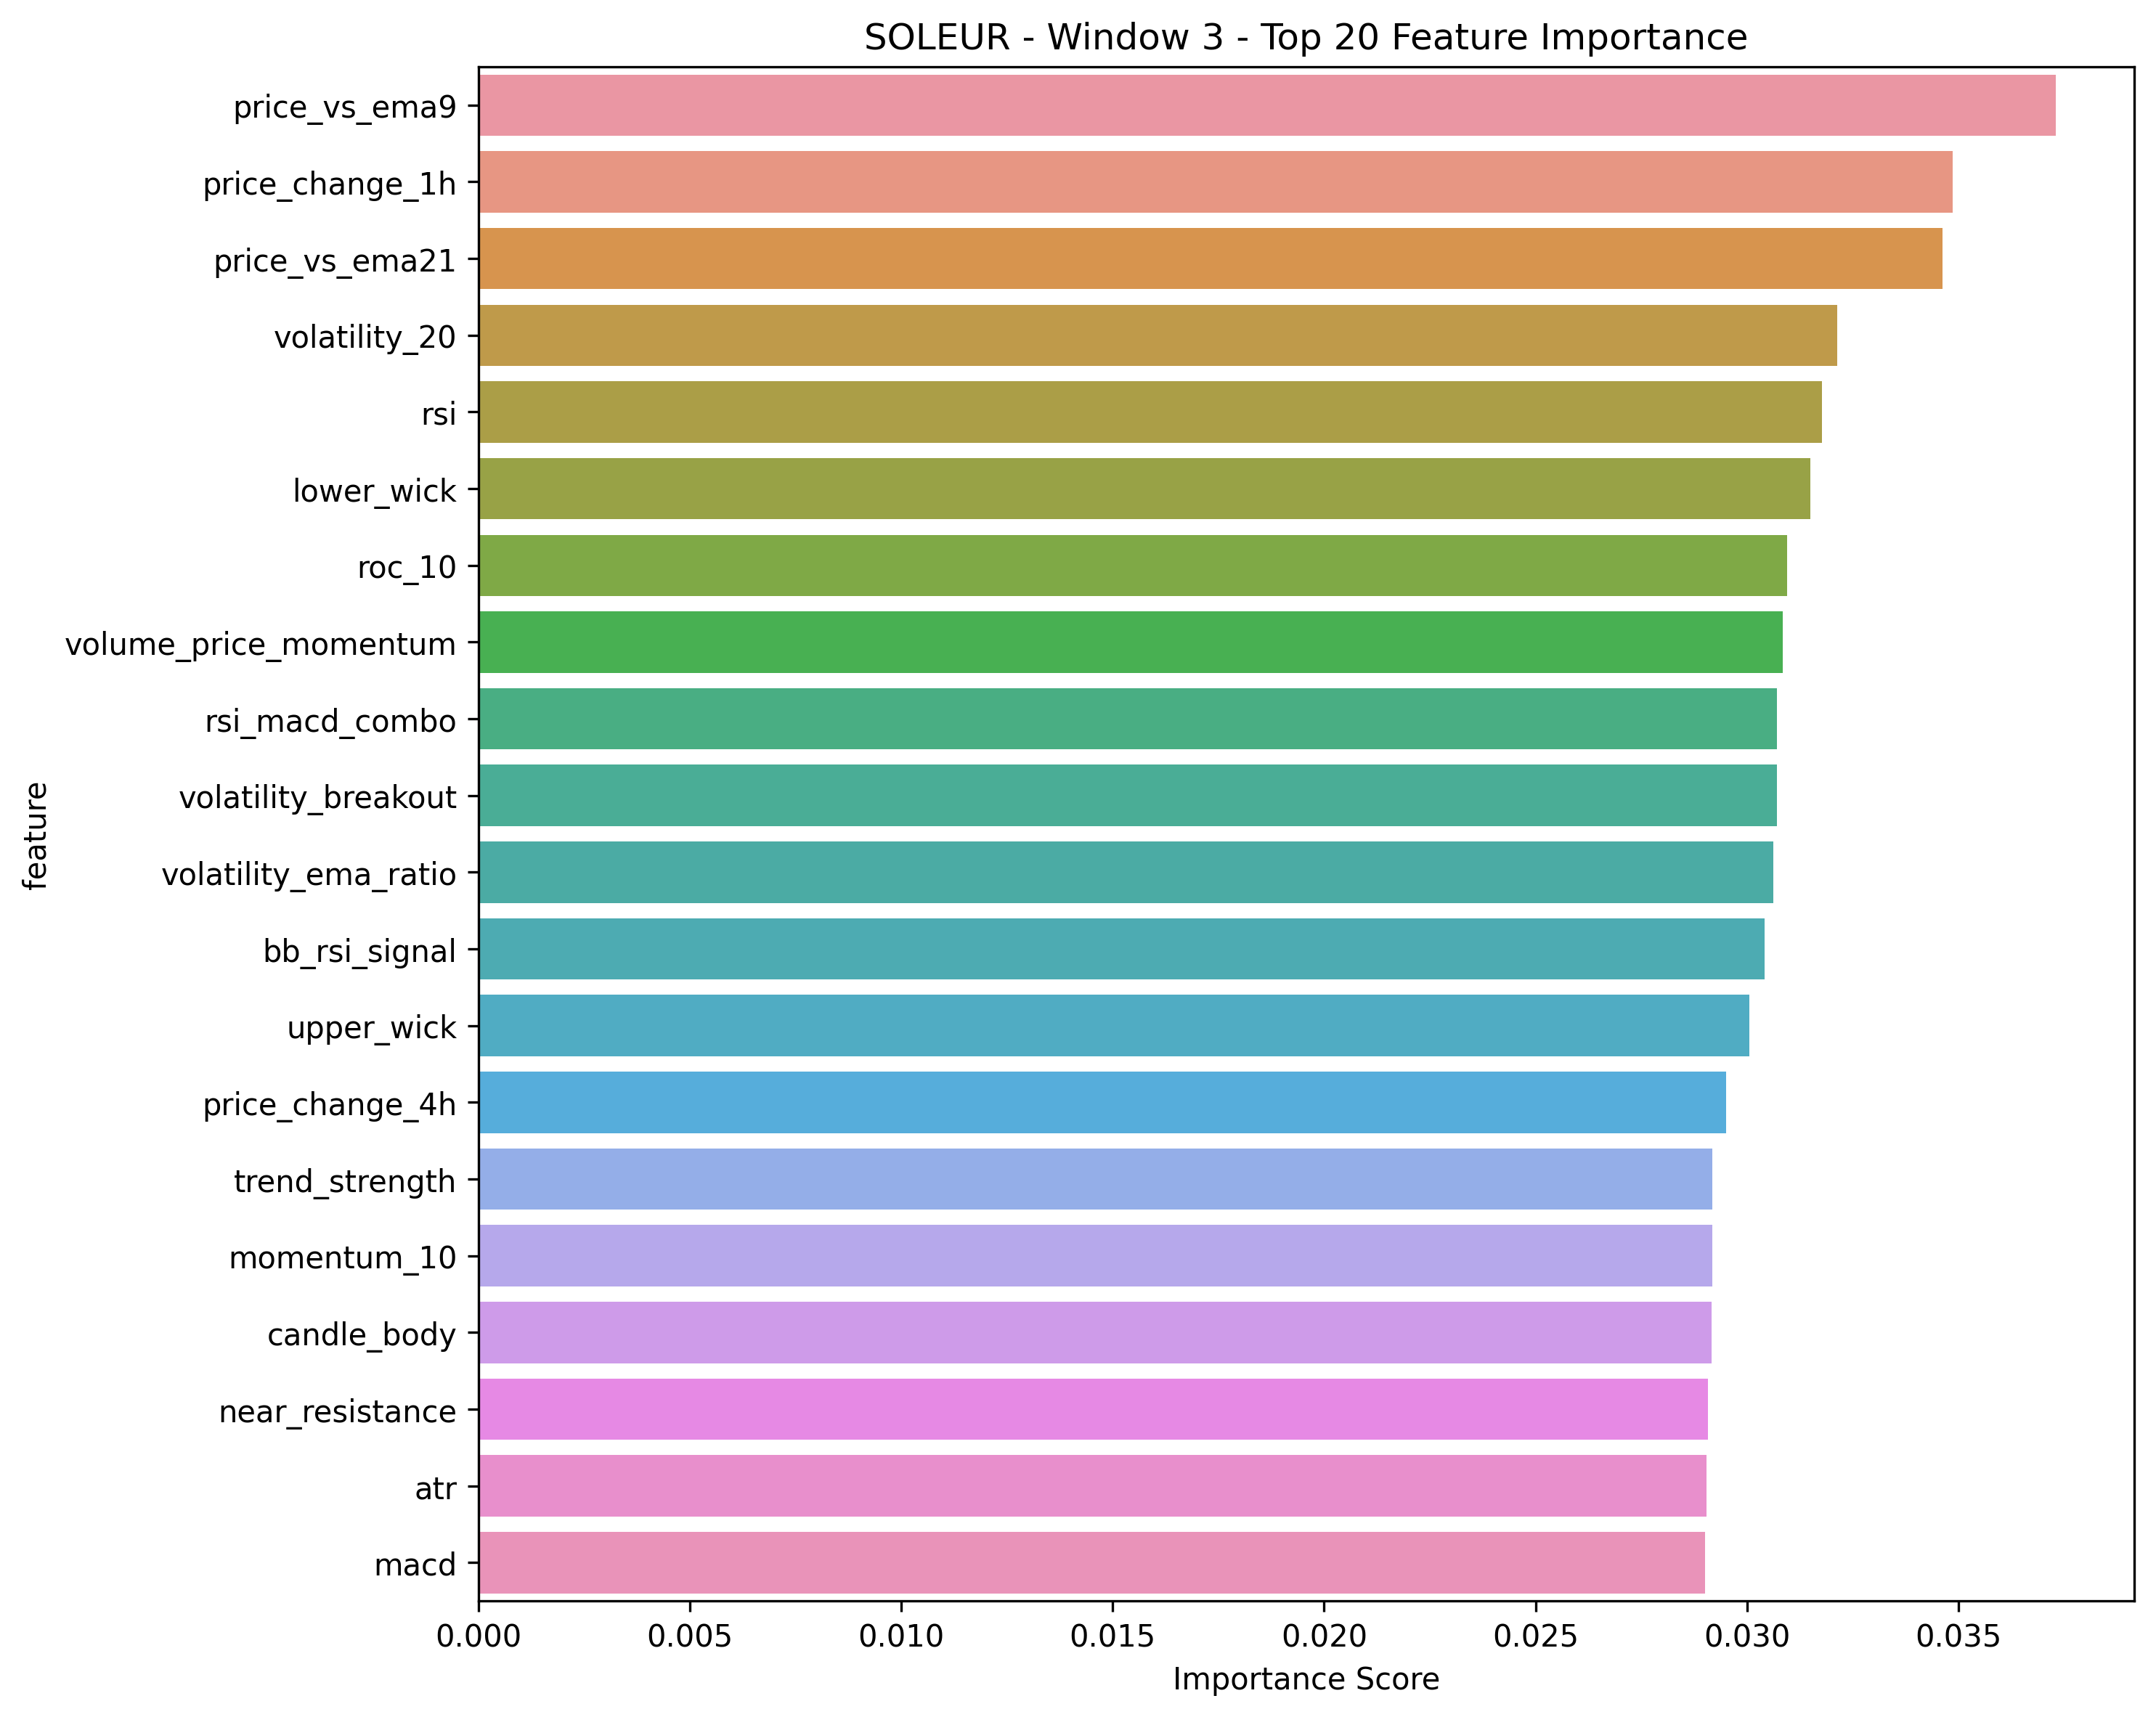 SOLEUR - Window 3 - Top 20 Feature Importance
price_vs_ema9
price_change_1h
price_vs_ema21
volatility_20
rsi
lower_wick
roc_10
volume_price_momentum
rsi_macd_combo
volatility_breakout
volatility_ema_ratio
bb_rsi_signal
upper_wick
price_change_4h
trend_strength
momentum_10
candle_body
near_resistance
atr
macd
feature
0.000 0.005 0.010 0.015 0.020 0.025 0.030 0.035
Importance Score